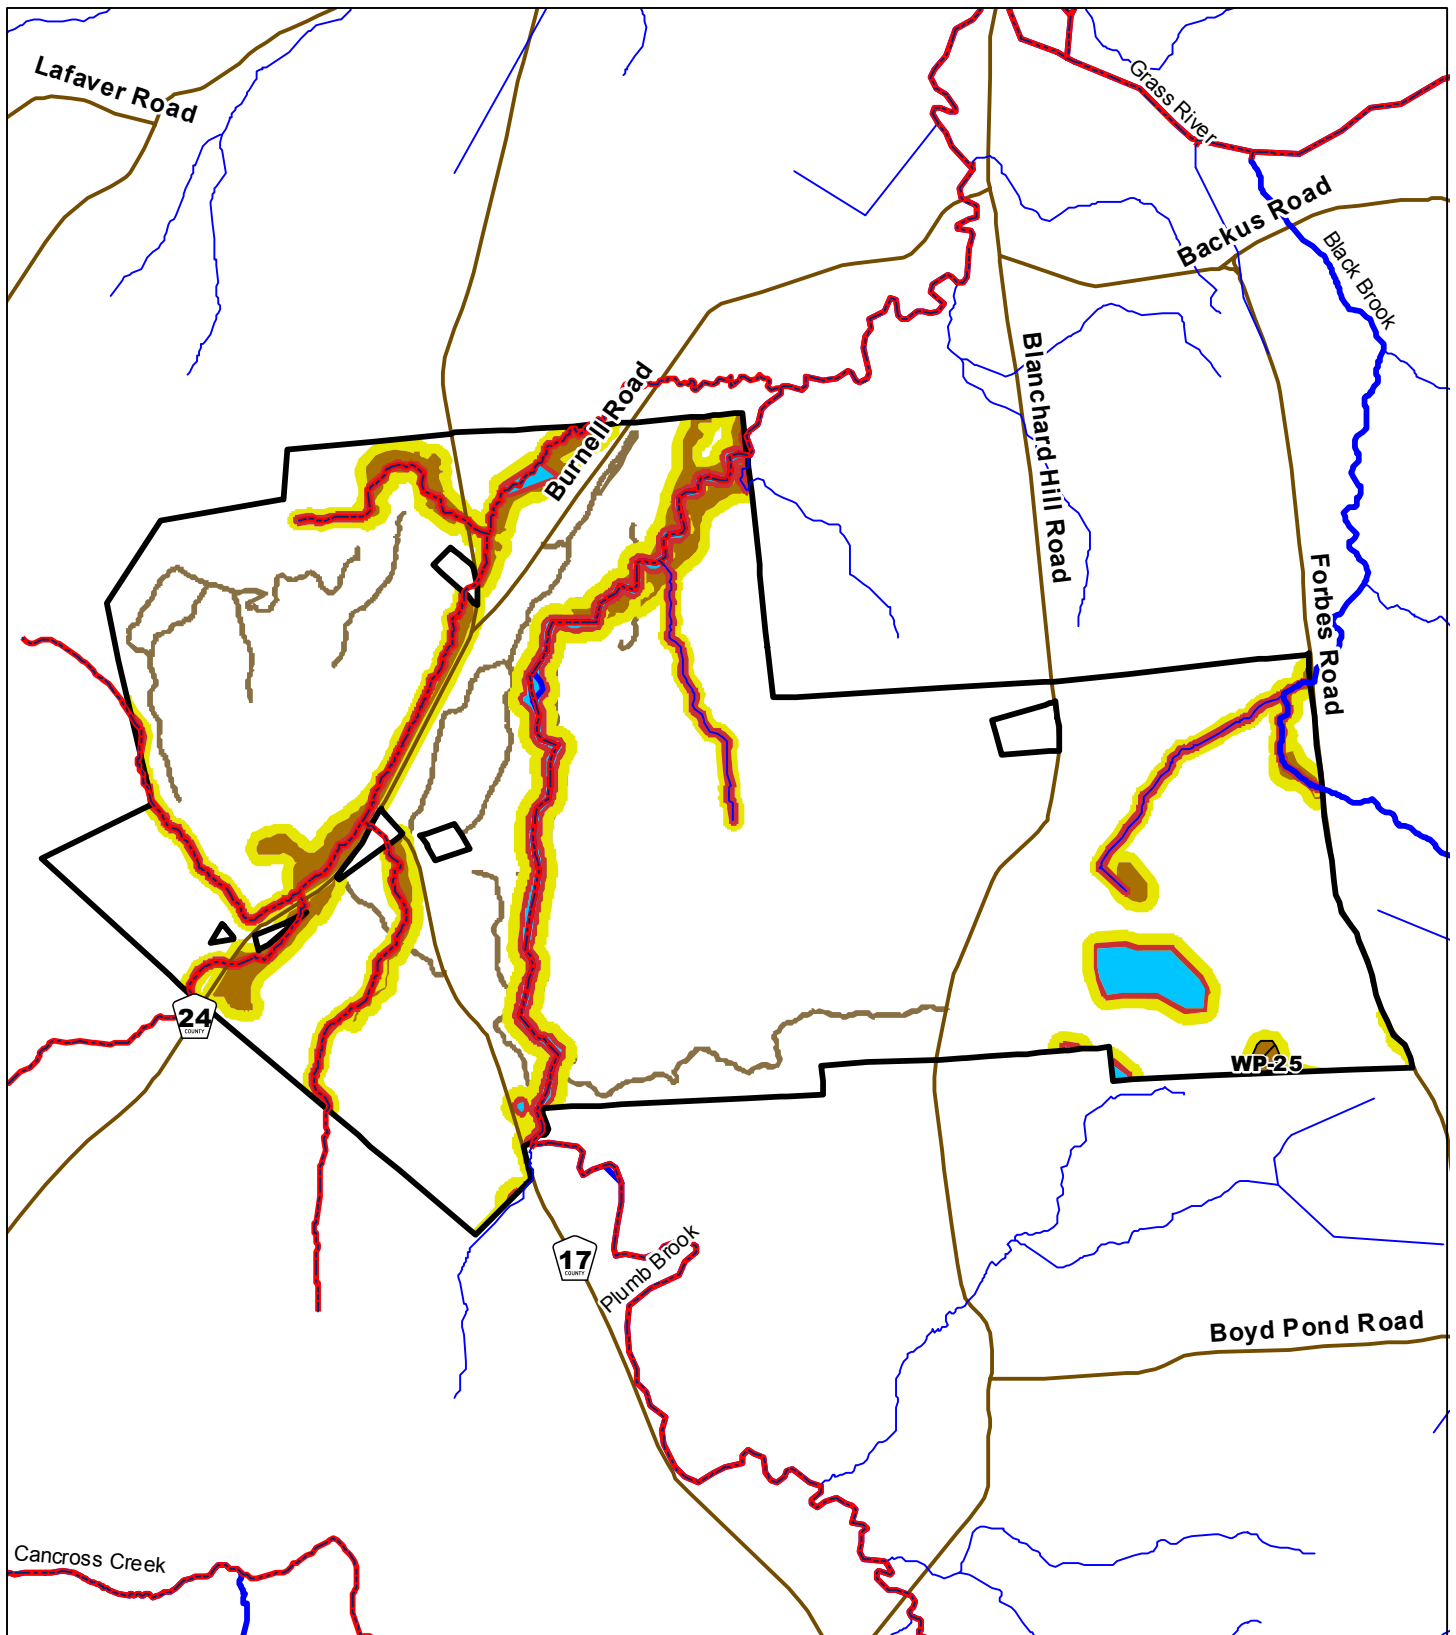 Lafaver Road
Grass River
Backus Road
Black Brook
Blanchard Hill Road
Burnell Road
Forbes Road
24
COUNTY
WP-25
17
COUNTY
Plumb Brook
Boyd Pond Road
Cancross Creek